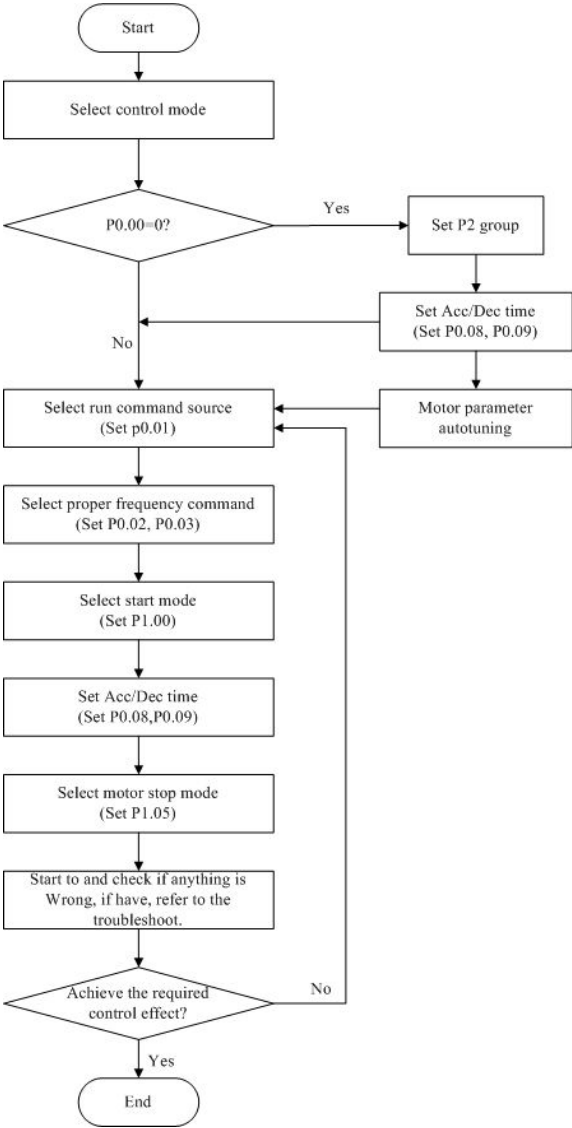 Start
Select control mode
P0.00=0?
Yes
Set P2 group
Set Acc/Dec time
(Set P0.08, P0.09)
No
Select run command source
(Set p0.01)
Motor parameter
autotuning
Select proper frequency command
(Set P0.02, P0.03)
Select start mode
(Set P1.00)
Set Acc/Dec time
(Set P0.08,P0.09)
Select motor stop mode
(Set P1.05)
Start to and check if anything is
Wrong, if have, refer to the
troubleshoot.
Achieve the required
control effect?
No
Yes
End